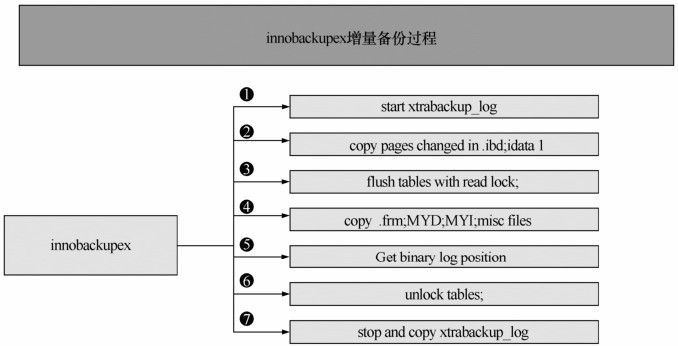 innobackupex增量备份过程
❶
start xtrabackup_log
❷
copy pages changed in .ibd;idata 1
❸
flush tables with read lock;
❹
copy .frm;MYD;MYI;misc files
innobackupex
❺
Get binary log position
❻
unlock tables;
❼
stop and copy xtrabackup_log